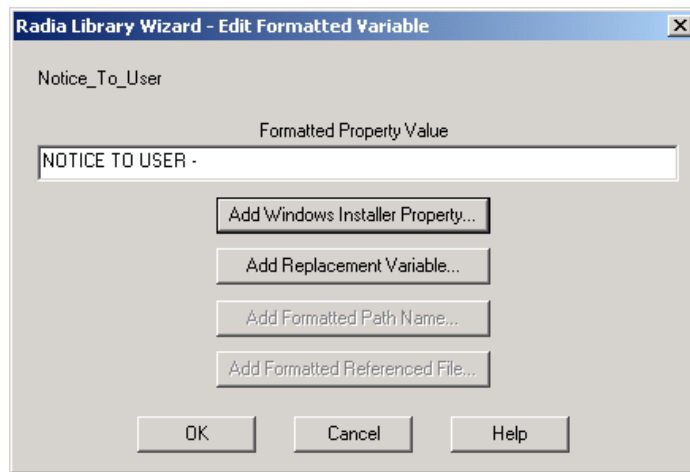 Radia Library Wizard - Edit Formatted Variable
Notice_To_User
Formatted Property Value
NOTICE TO USER -
Add Windows Installer Property...
Add Replacement Variable...
Add Formatted Path Name...
Add Formatted Referenced File...
OK Cancel Help